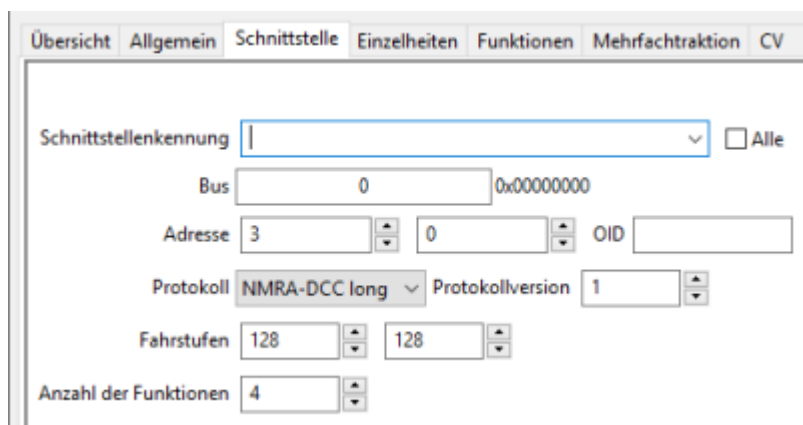 Übersicht Allgemein Schnittstelle Einzelheiten Funktionen Mehrfachtraktion CV
Schnittstellenkennung Alle
Bus 0 0x00000000
Adresse 3 0 OID
Protokoll NMRA-DCC long Protokollversion 1
Fahrstufen 128 128
Anzahl der Funktionen 4